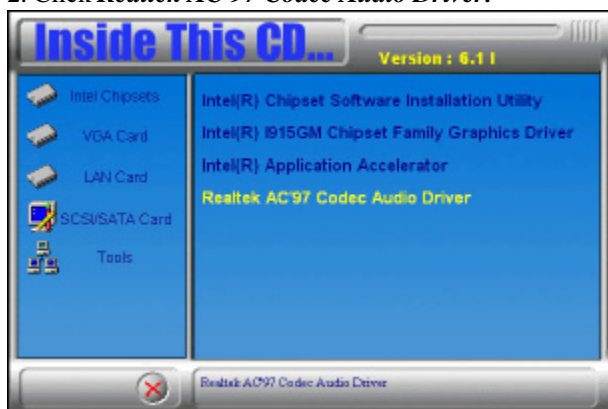 2. Click Realtek AC'97 Codec Audio Driver.
Inside This CD...
Version : 6.1 I
Intel Chipsets
VGA Card
LAN Card
SCSI/SATA Card
Tools
Intel(R) Chipset Software Installation Utility
Intel(R) I915GM Chipset Family Graphics Driver
Intel(R) Application Accelerator
Realtek AC'97 Codec Audio Driver
Realtek AC'97 Codec Audio Driver